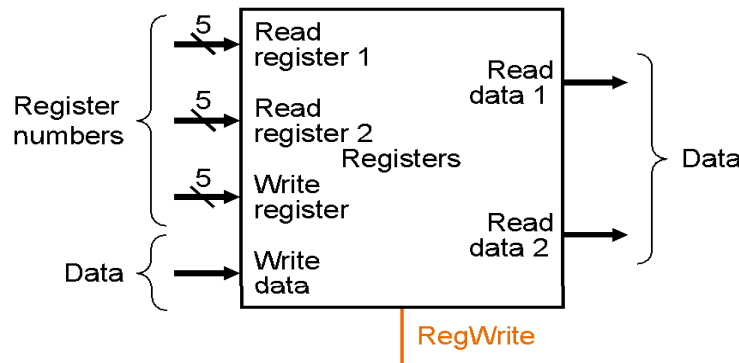 5
Read
register 1
5
Read
register 2
5
Write
register
Write
data
Register
numbers
Data
Registers
Read
data 1
Read
data 2
Data
RegWrite